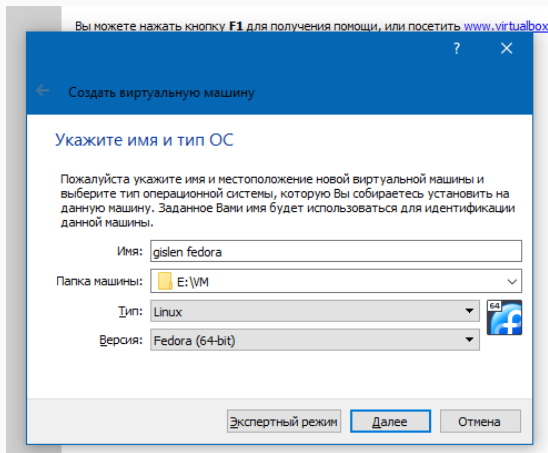 Вы можете нажать кнопку F1 для получения помощи, или посетить www.virtualbox
?
Создать виртуальную машину
Укажите имя и тип ОС
Пожалуйста укажите имя и местоположение новой виртуальной машины и
выберите тип операционной системы, которую Вы собираетесь установить на
данную машину. Заданное Вами имя будет использоваться для идентификации
данной машины.
Имя: gislen fedora
Папка машины: E:\VM
Тип: Linux
64
Версия: Fedora (64-bit)
Экспертный режим Далее Отмена